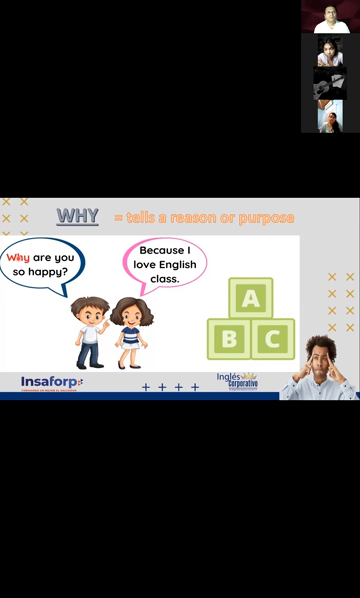 WHY = tells a reason or purpose
Why are you
so happy?
Because I
love English
class.
A
B C
Insaforp
Inglés
Corporativo